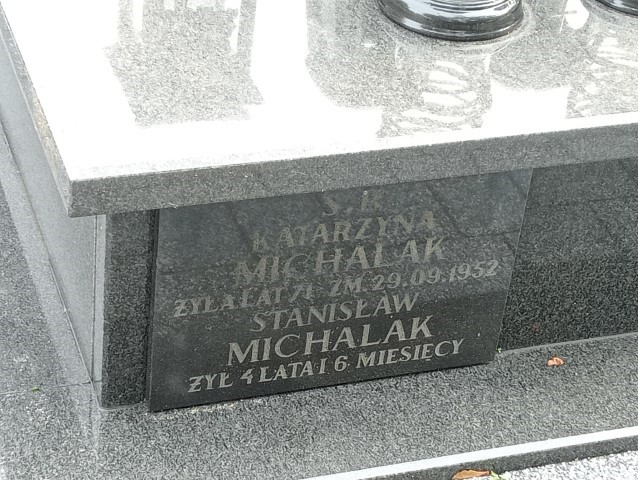 Ś.P.
KATARZYNA
MICHALAK
ŻYŁA LAT 71 ZM. 29.09.1952
STANISŁAW
MICHALAK
ŻYŁ 4 LATA I 6 MIESIĘCY